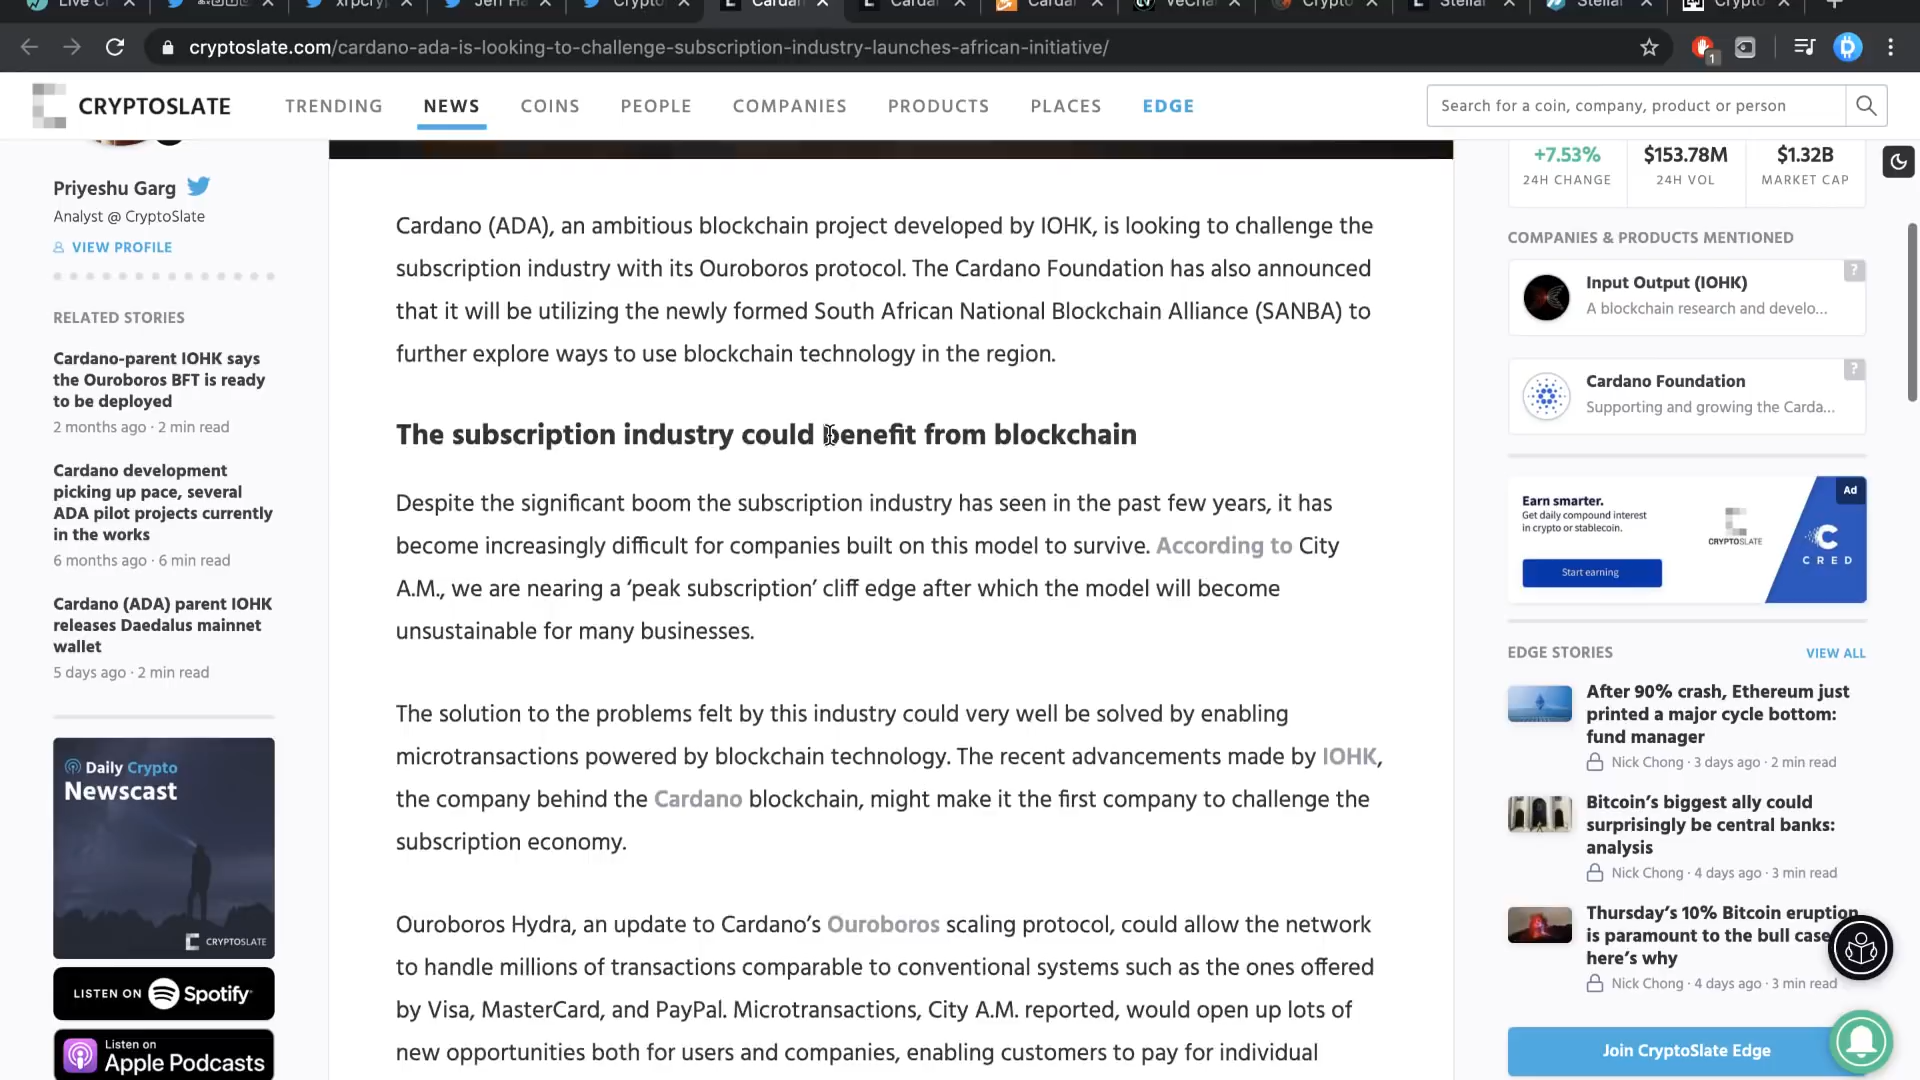 Live C
xrpcry
Jen Ha
Crypto
Cardan
Cardar
Cardar
VeChai
Crypto
Stellar
Stellar
Crypto
cryptoslate.com/cardano-ada-is-looking-to-challenge-subscription-industry-launches-african-initiative/
1
CRYPTOSLATE
TRENDING
NEWS
COINS
PEOPLE
COMPANIES
PRODUCTS
PLACES
EDGE
Search for a coin, company, product or person
Priyeshu Garg
Analyst @ CryptoSlate
VIEW PROFILE
RELATED STORIES
Cardano-parent IOHK says
the Ouroboros BFT is ready
to be deployed
2 months ago · 2 min read
Cardano development
picking up pace, several
ADA pilot projects currently
in the works
6 months ago · 6 min read
Cardano (ADA) parent IOHK
releases Daedalus mainnet
wallet
5 days ago · 2 min read
Daily Crypto
Newscast
CRYPTOSLATE
LISTEN ON Spotify
Listen on
Apple Podcasts
Cardano (ADA), an ambitious blockchain project developed by IOHK, is looking to challenge the
subscription industry with its Ouroboros protocol. The Cardano Foundation has also announced
that it will be utilizing the newly formed South African National Blockchain Alliance (SANBA) to
further explore ways to use blockchain technology in the region.
The subscription industry could benefit from blockchain
Despite the significant boom the subscription industry has seen in the past few years, it has
become increasingly difficult for companies built on this model to survive. According to City
A.M., we are nearing a ‘peak subscription’ cliff edge after which the model will become
unsustainable for many businesses.
The solution to the problems felt by this industry could very well be solved by enabling
microtransactions powered by blockchain technology. The recent advancements made by IOHK,
the company behind the Cardano blockchain, might make it the first company to challenge the
subscription economy.
Ouroboros Hydra, an update to Cardano’s Ouroboros scaling protocol, could allow the network
to handle millions of transactions comparable to conventional systems such as the ones offered
by Visa, MasterCard, and PayPal. Microtransactions, City A.M. reported, would open up lots of
new opportunities both for users and companies, enabling customers to pay for individual
+7.53%
24H CHANGE
$153.78M
24H VOL
$1.32B
MARKET CAP
COMPANIES & PRODUCTS MENTIONED
Input Output (IOHK)
A blockchain research and develo...
?
Cardano Foundation
Supporting and growing the Carda...
?
Ad
Earn smarter.
Get daily compound interest
in crypto or stablecoin.
Start earning
CRYPTOSLATE
CRED
EDGE STORIES
VIEW ALL
After 90% crash, Ethereum just
printed a major cycle bottom:
fund manager
Nick Chong · 3 days ago · 2 min read
Bitcoin’s biggest ally could
surprisingly be central banks:
analysis
Nick Chong · 4 days ago · 3 min read
Thursday’s 10% Bitcoin eruption
is paramount to the bull case
here’s why
Nick Chong · 4 days ago · 3 min read
Join CryptoSlate Edge